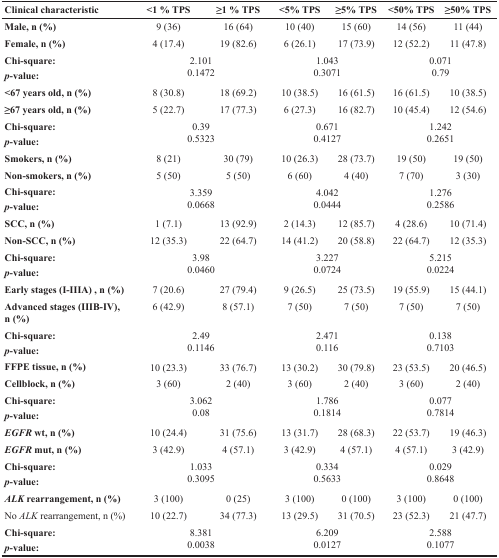 Clinical characteristic <1 % TPS ≥1 % TPS <5% TPS ≥5% TPS <50% TPS ≥50% TPS
Male, n (%) 9 (36) 16 (64) 10 (40) 15 (60) 14 (56) 11 (44)
Female, n (%) 4 (17.4) 19 (82.6) 6 (26.1) 17 (73.9) 12 (52.2) 11 (47.8)
Chi-square: 2.101 1.043 0.071
p-value: 0.1472 0.3071 0.79
<67 years old, n (%) 8 (30.8) 18 (69.2) 10 (38.5) 16 (61.5) 16 (61.5) 10 (38.5)
≥67 years old, n (%) 5 (22.7) 17 (77.3) 6 (27.3) 16 (82.7) 10 (45.4) 12 (54.6)
Chi-square: 0.39 0.671 1.242
p-value: 0.5323 0.4127 0.2651
Smokers, n (%) 8 (21) 30 (79) 10 (26.3) 28 (73.7) 19 (50) 19 (50)
Non-smokers, n (%) 5 (50) 5 (50) 6 (60) 4 (40) 7 (70) 3 (30)
Chi-square: 3.359 4.042 1.276
p-value: 0.0668 0.0444 0.2586
SCC, n (%) 1 (7.1) 13 (92.9) 2 (14.3) 12 (85.7) 4 (28.6) 10 (71.4)
Non-SCC, n (%) 12 (35.3) 22 (64.7) 14 (41.2) 20 (58.8) 22 (64.7) 12 (35.3)
Chi-square: 3.98 3.227 5.215
p-value: 0.0460 0.0724 0.0224
Early stages (I-IIIA) , n (%) 7 (20.6) 27 (79.4) 9 (26.5) 25 (73.5) 19 (55.9) 15 (44.1)
Advanced stages (IIIB-IV), 6 (42.9) 8 (57.1) 7 (50) 7 (50) 7 (50) 7 (50)
n (%)
Chi-square: 2.49 2.471 0.138
p-value: 0.1146 0.116 0.7103
FFPE tissue, n (%) 10 (23.3) 33 (76.7) 13 (30.2) 30 (79.8) 23 (53.5) 20 (46.5)
Cellblock, n (%) 3 (60) 2 (40) 3 (60) 2 (40) 3 (60) 2 (40)
Chi-square: 3.062 1.786 0.077
p-value: 0.08 0.1814 0.7814
EGFR wt, n (%) 10 (24.4) 31 (75.6) 13 (31.7) 28 (68.3) 22 (53.7) 19 (46.3)
EGFR mut, n (%) 3 (42.9) 4 (57.1) 3 (42.9) 4 (57.1) 4 (57.1) 3 (42.9)
Chi-square: 1.033 0.334 0.029
p-value: 0.3095 0.5633 0.8648
ALK rearrangement, n (%) 3 (100) 0 (25) 3 (100) 0 (100) 3 (100) 0 (100)
No ALK rearrangement, n (%) 10 (22.7) 34 (77.3) 13 (29.5) 31 (70.5) 23 (52.3) 21 (47.7)
Chi-square: 8.381 6.209 2.588
p-value: 0.0038 0.0127 0.1077